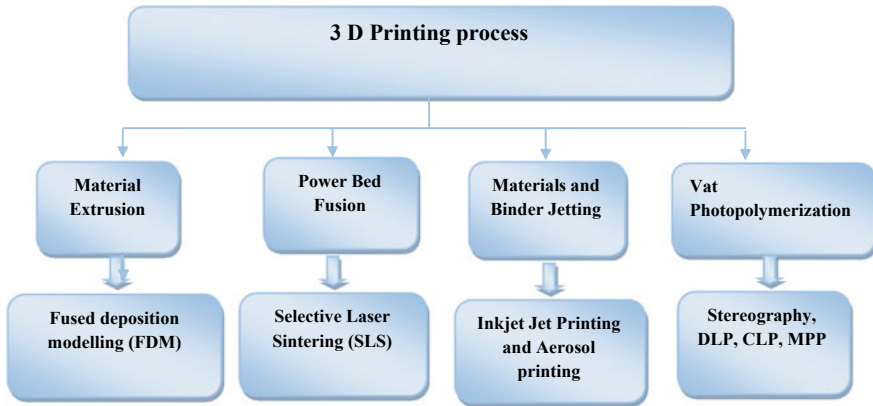 3 D Printing process
Material
Extrusion
Power Bed
Fusion
Materials and
Binder Jetting
Vat
Photopolymerization
Fused deposition
modelling (FDM)
Selective Laser
Sintering (SLS)
Inkjet Jet Printing
and Aerosol
printing
Stereography,
DLP, CLP, MPP